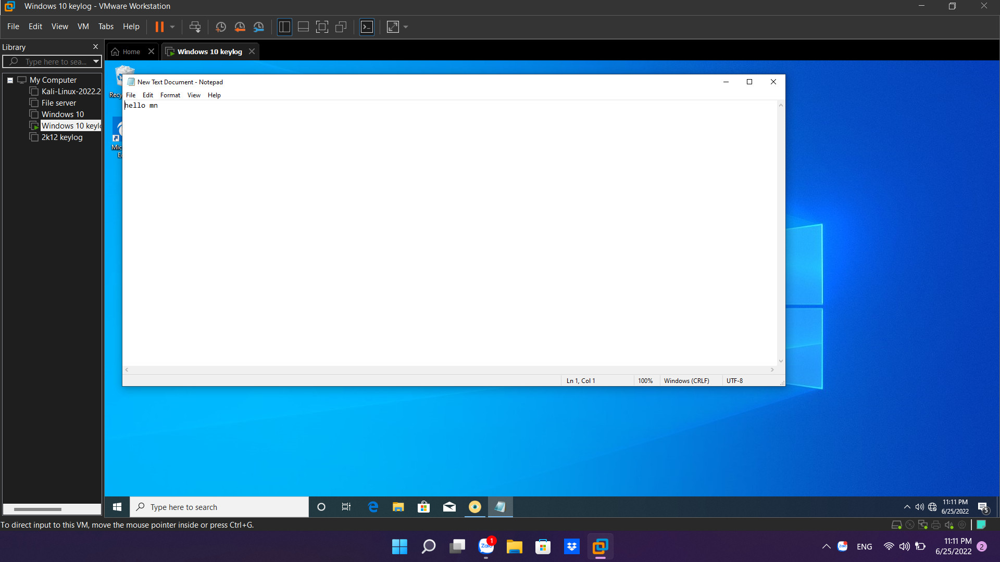 Windows 10 keylog - VMware Workstation
File Edit View VM Tabs Help
Library
Type here to sea...
My Computer
Kali-Linux-2022.2
File server
Windows 10
Windows 10 keylo
2k12 keylog
Home
Windows 10 keylog
Recy
Mic
Ed
New Text Document - Notepad
File Edit Format View Help
hello mn
Ln 1, Col 1 100% Windows (CRLF) UTF-8
Type here to search
11:11 PM
6/25/2022
5
To direct input to this VM, move the mouse pointer inside or press Ctrl+G.
Zalo
1
Zalo
ENG
11:11 PM
6/25/2022
2